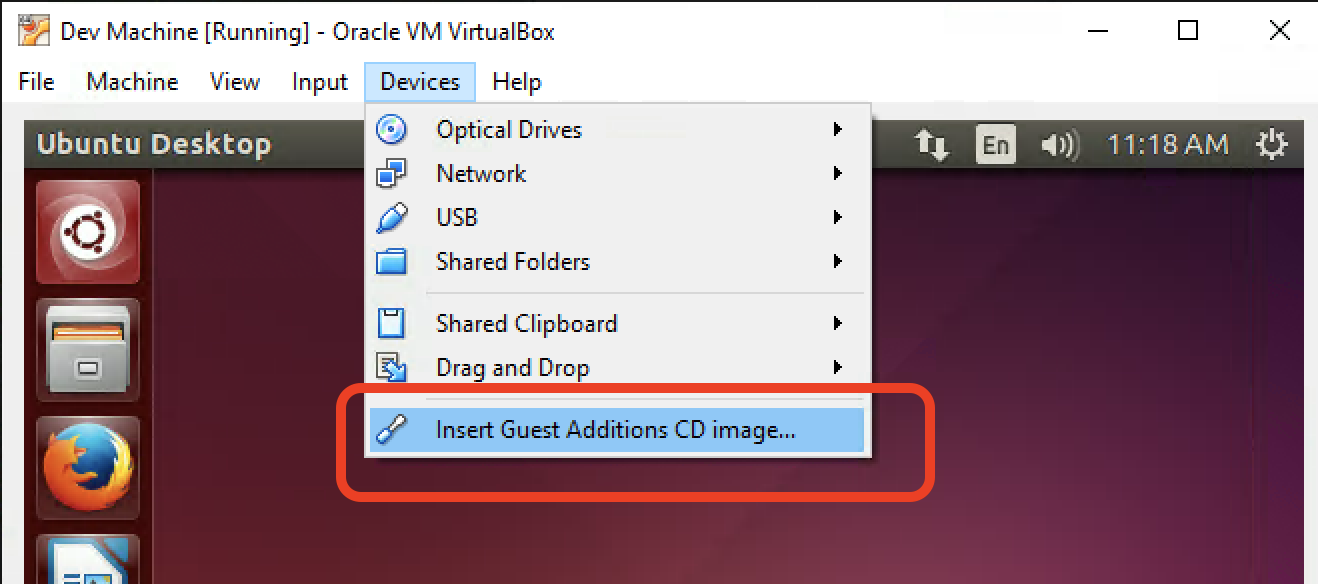 Dev Machine [Running] - Oracle VM VirtualBox
File Machine View Input Devices Help
Ubuntu Desktop
En
11:18 AM
Optical Drives
Network
USB
Shared Folders
Shared Clipboard
Drag and Drop
Insert Guest Additions CD image...